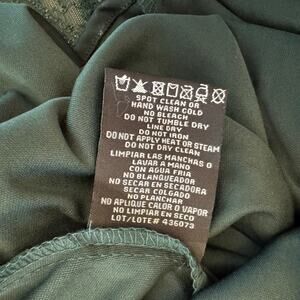 SPOT CLEAN OR
HAND WASH COLD
NO BLEACH
DO NOT TUMBLE DRY
LINE DRY
DO NOT IRON
DO NOT APPLY HEAT OR STEAM
DO NOT DRY CLEAN
LIMPIAR LAS MANCHAS O
LAVAR A MANO
CON AGUA FRIA
NO BLANQUEADOR
NO SECAR EN SECADORA
SECAR COLGADO
NO PLANCHAR
NO APLIQUE CALOR O VAPOR
NO LIMPIAR EN SECO
LOT/LOTE# 436073